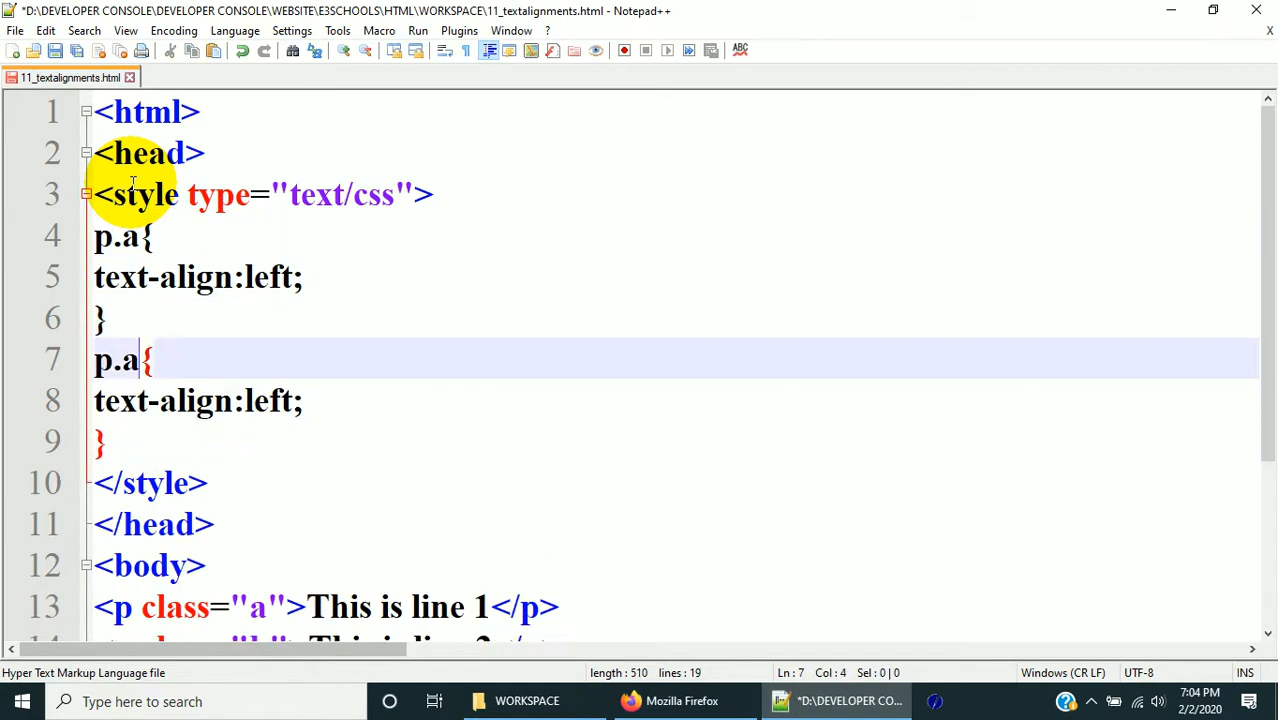 *D:\DEVELOPER CONSOLE\DEVELOPER CONSOLE\WEBSITE\E3SCHOOLS\HTML\WORKSPACE\11_textalignments.html - Notepad++
File Edit Search View Encoding Language Settings Tools Macro Run Plugins Window ? X
ABC
11_textalignments.html
1 <html>
2 <head>
3 <style type="text/css">
4 p.a{
5 text-align:left;
6 }
7 p.a{
8 text-align:left;
9 }
10 </style>
11 </head>
12 <body>
13 <p class="a">This is line 1</p>
Hyper Text Markup Language file length : 510 lines : 19 Ln : 7 Col : 4 Sel : 0 | 0 Windows (CR LF) UTF-8 INS
Type here to search WORKSPACE Mozilla Firefox *D:\DEVELOPER CO... 7:04 PM
2/2/2020